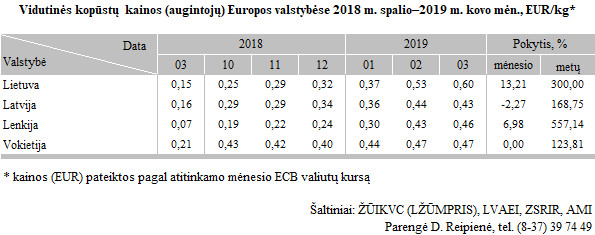 Vidutinės kopūstų kainos (augintojų) Europos valstybėse 2018 m. spalio–2019 m. kovo mėn., EUR/kg*
Data 2018 2019 Pokytis, %
Valstybė 03 10 11 12 01 02 03 mėnesio metų
Lietuva 0,15 0,25 0,29 0,32 0,37 0,53 0,60 13,21 300,00
Latvija 0,16 0,29 0,29 0,34 0,36 0,44 0,43 -2,27 168,75
Lenkija 0,07 0,19 0,22 0,24 0,30 0,43 0,46 6,98 557,14
Vokietija 0,21 0,43 0,42 0,40 0,44 0,47 0,47 0,00 123,81
* kainos (EUR) pateiktos pagal atitinkamo mėnesio ECB valiutų kursą
Šaltiniai: ŽŪIKVC (LŽŪMPRIS), LVAEI, ZSRIR, AMI
Parengė D. Reipienė, tel. (8-37) 39 74 49